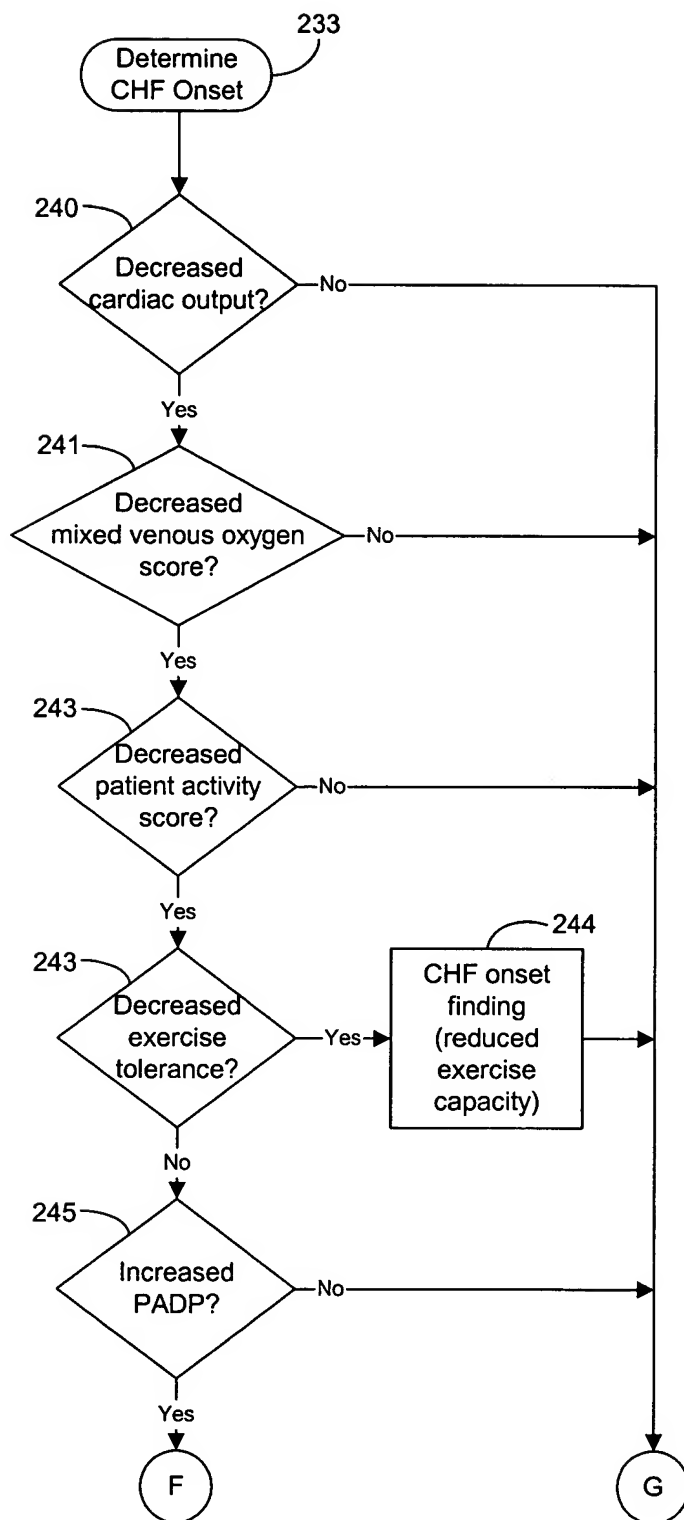 233
Determine
CHF Onset
240
Decreased
cardiac output?
No
Yes
241
Decreased
mixed venous oxygen
score?
No
Yes
243
Decreased
patient activity
score?
No
Yes
243
Decreased
exercise
tolerance?
Yes
244
CHF onset
finding
(reduced
exercise
capacity)
No
245
Increased
PADP?
No
Yes
F
G